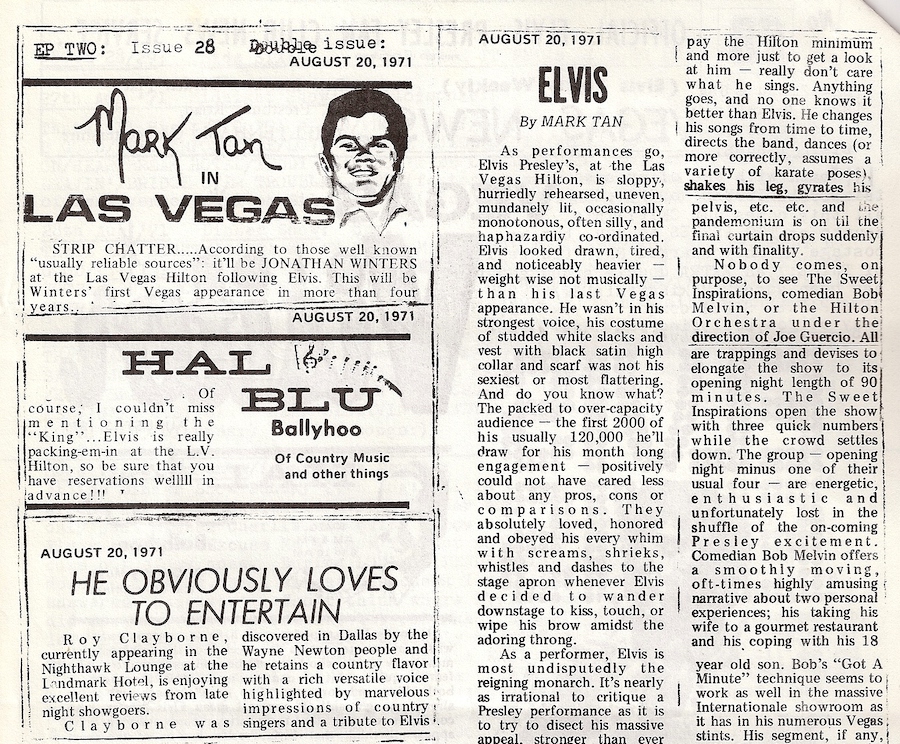 EP TWO: Issue 28 Double issue:
AUGUST 20, 1971
Mark Tan
IN
LAS VEGAS
STRIP CHATTER.....According to those well known
"usually reliable sources": it'll be JONATHAN WINTERS
at the Las Vegas Hilton following Elvis. This will be
Winters' first Vegas appearance in more than four
years..
AUGUST 20, 1971
HAL
BLU
Ballyhoo
Of Country Music
and other things
. Of
course, I couldn't miss
mentioning the
"King"...Elvis is really
packing-em-in at the L.V.
Hilton, so be sure that you
have reservations welllll in
advance!!!
AUGUST 20, 1971
HE OBVIOUSLY LOVES
TO ENTERTAIN
Roy Clayborne,
currently appearing in the
Nighthawk Lounge at the
Landmark Hotel, is enjoying
excellent reviews from late
night showgoers.
Clayborne was
discovered in Dallas by the
Wayne Newton people and
he retains a country flavor
with a rich versatile voice
highlighted by marvelous
impressions of country
singers and a tribute to Elvis
AUGUST 20, 1971
ELVIS
By MARK TAN
As performances go,
Elvis Presley's, at the Las
Vegas Hilton, is sloppy,
hurriedly rehearsed, uneven,
mundanely lit, occasionally
monotonous, often silly, and
haphazardly co-ordinated.
Elvis looked drawn, tired,
and noticeably heavier —
weight wise not musically —
than his last Vegas
appearance. He wasn't in his
strongest voice, his costume
of studded white slacks and
vest with black satin high
collar and scarf was not his
sexiest or most flattering.
And do you know what?
The packed to over-capacity
audience — the first 2000 of
his usually 120,000 he'll
draw for his month long
engagement — positively
could not have cared less
about any pros, cons or
comparisons. They
absolutely loved, honored
and obeyed his every whim
with screams, shrieks,
whistles and dashes to the
stage apron whenever Elvis
decided to wander
downstage to kiss, touch, or
wipe his brow amidst the
adoring throng.
As a performer, Elvis is
most undisputedly the
reigning monarch. It's nearly
as irrational to critique a
Presley performance as it is
to try to disect his massive
appeal, stronger than ever
pay the Hilton minimum
and more just to get a look
at him — really don't care
what he sings. Anything
goes, and no one knows it
better than Elvis. He changes
his songs from time to time,
directs the band, dances (or
more correctly, assumes a
variety of karate poses),
shakes his leg, gyrates his
pelvis, etc. etc. and the
pandemonium is on til the
final curtain drops suddenly
and with finality.
Nobody comes, on
purpose, to see The Sweet
Inspirations, comedian Bob
Melvin, or the Hilton
Orchestra under the
direction of Joe Guercio. All
are trappings and devises to
elongate the show to its
opening night length of 90
minutes. The Sweet
Inspirations open the show
with three quick numbers
while the crowd settles
down. The group — opening
night minus one of their
usual four — are energetic,
enthusiastic and
unfortunately lost in the
shuffle of the on-coming
Presley excitement.
Comedian Bob Melvin offers
a smoothly moving,
oft-times highly amusing
narrative about two personal
experiences; his taking his
wife to a gourmet restaurant
and his coping with his 18
year old son. Bob's "Got A
Minute" technique seems to
work as well in the massive
Internationale showroom as
it has in his numerous Vegas
stints. His segment, if any,